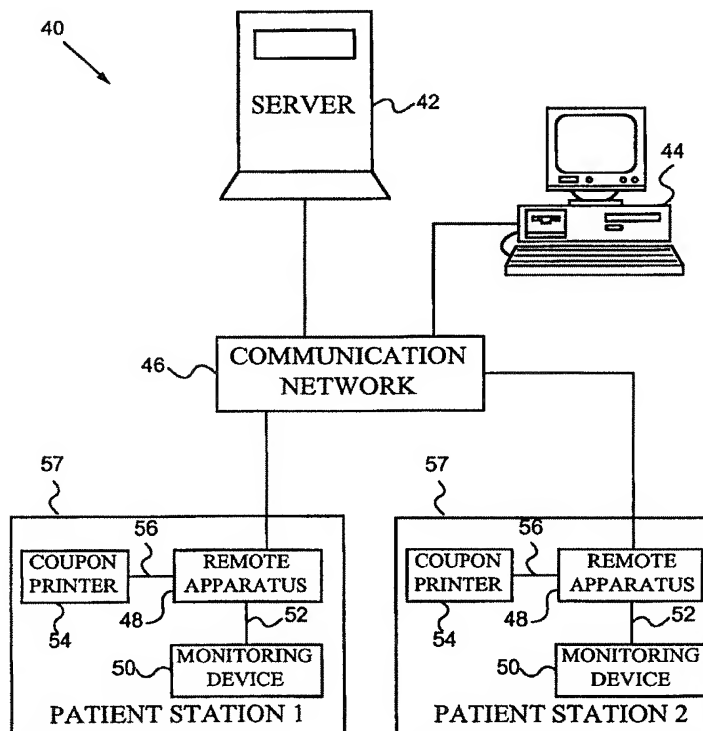 40
SERVER
42
44
COMMUNICATION
NETWORK
46
57
57
COUPON
PRINTER
54
56
REMOTE
APPARATUS
48
52
50
MONITORING
DEVICE
PATIENT STATION 1
COUPON
PRINTER
54
56
REMOTE
APPARATUS
48
52
50
MONITORING
DEVICE
PATIENT STATION 2